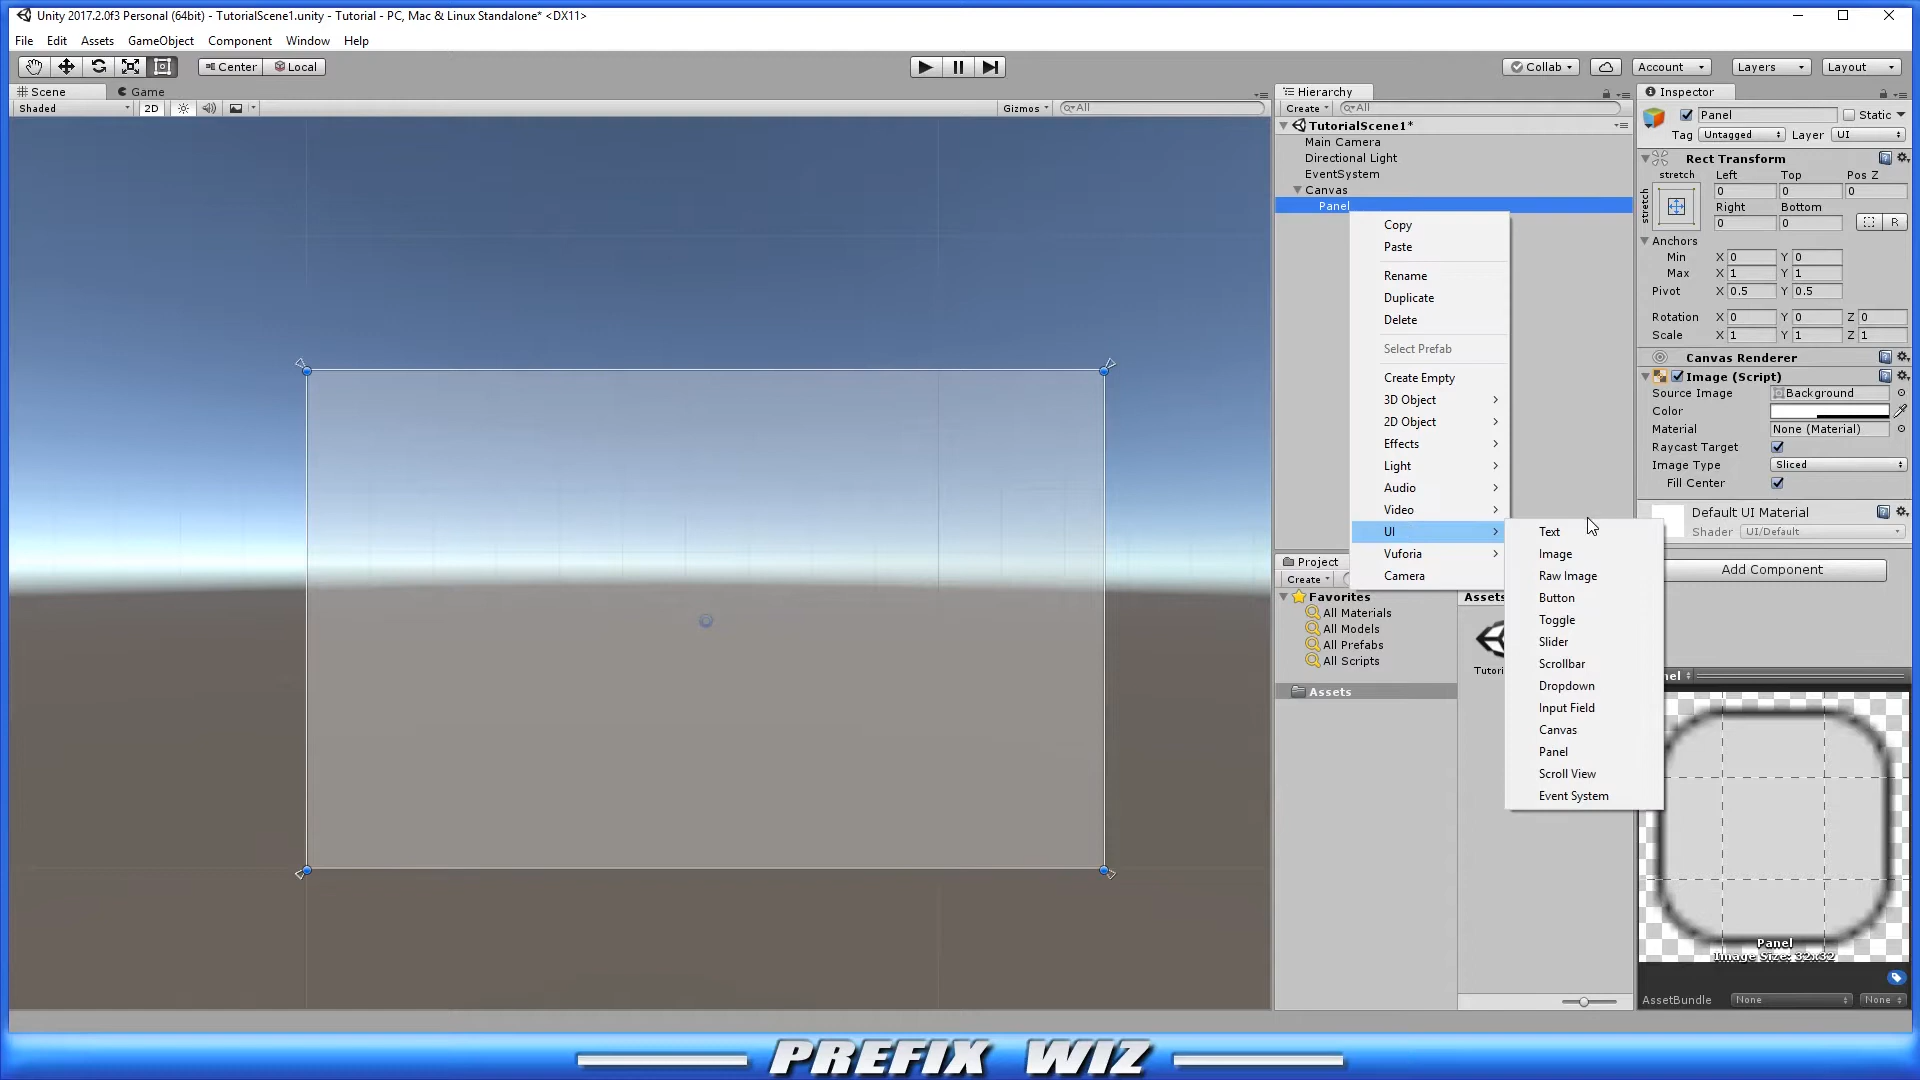 Unity 2017.2.0f3 Personal (64bit) - TutorialScene1.unity - Tutorial - PC, Mac & Linux Standalone* <DX11>
File Edit Assets GameObject Component Window Help
Center Local
Collab Account Layers Layout
Scene Game
Shaded 2D Gizmos All
Hierarchy
Create All
TutorialScene1*
Main Camera
Directional Light
EventSystem
Canvas
Panel
Copy
Paste
Rename
Duplicate
Delete
Select Prefab
Create Empty
3D Object
2D Object
Effects
Light
Audio
Video
UI
Vuforia
Camera
Text
Image
Raw Image
Button
Toggle
Slider
Scrollbar
Dropdown
Input Field
Canvas
Panel
Scroll View
Event System
Project
Create
Favorites
All Materials
All Models
All Prefabs
All Scripts
Assets
Assets
Tutori
Inspector
Panel Static
Tag Untagged Layer UI
Rect Transform
stretch Left Top Pos Z
stretch
0 0 0
Right Bottom
0 0 R
Anchors
Min X 0 Y 0
Max X 1 Y 1
Pivot X 0.5 Y 0.5
Rotation X 0 Y 0 Z 0
Scale X 1 Y 1 Z 1
Canvas Renderer
Image (Script)
Source Image Background
Color
Material None (Material)
Raycast Target
Image Type Sliced
Fill Center
Default UI Material
Shader UI/Default
Add Component
nel
Panel
Image Size: 32x32
AssetBundle None None
PREFIX WIZ